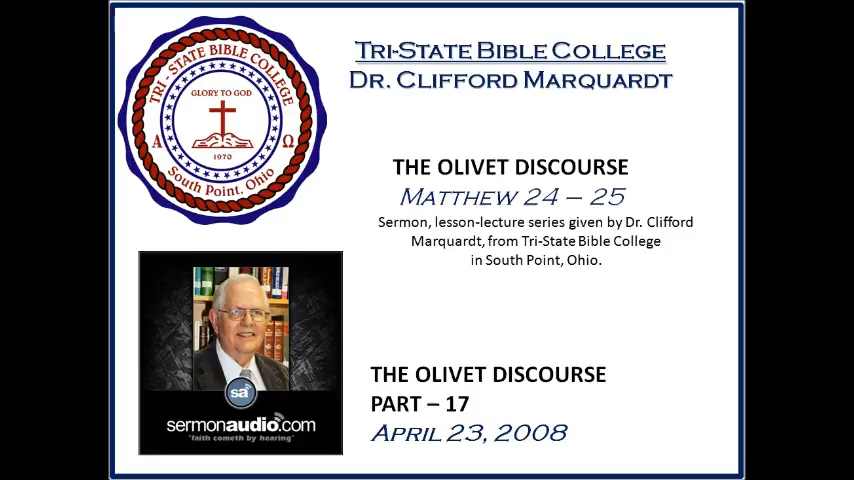 TRI-STATE BIBLE COLLEGE
DR. CLIFFORD MARQUARDT
TRI - STATE BIBLE COLLEGE
GLORY TO GOD
Α Ω
1970
South Point, Ohio
THE OLIVET DISCOURSE
MATTHEW 24 – 25
Sermon, lesson-lecture series given by Dr. Clifford
Marquardt, from Tri-State Bible College
in South Point, Ohio.
sa
sermonaudio.com
"faith cometh by hearing"
THE OLIVET DISCOURSE
PART – 17
APRIL 23, 2008